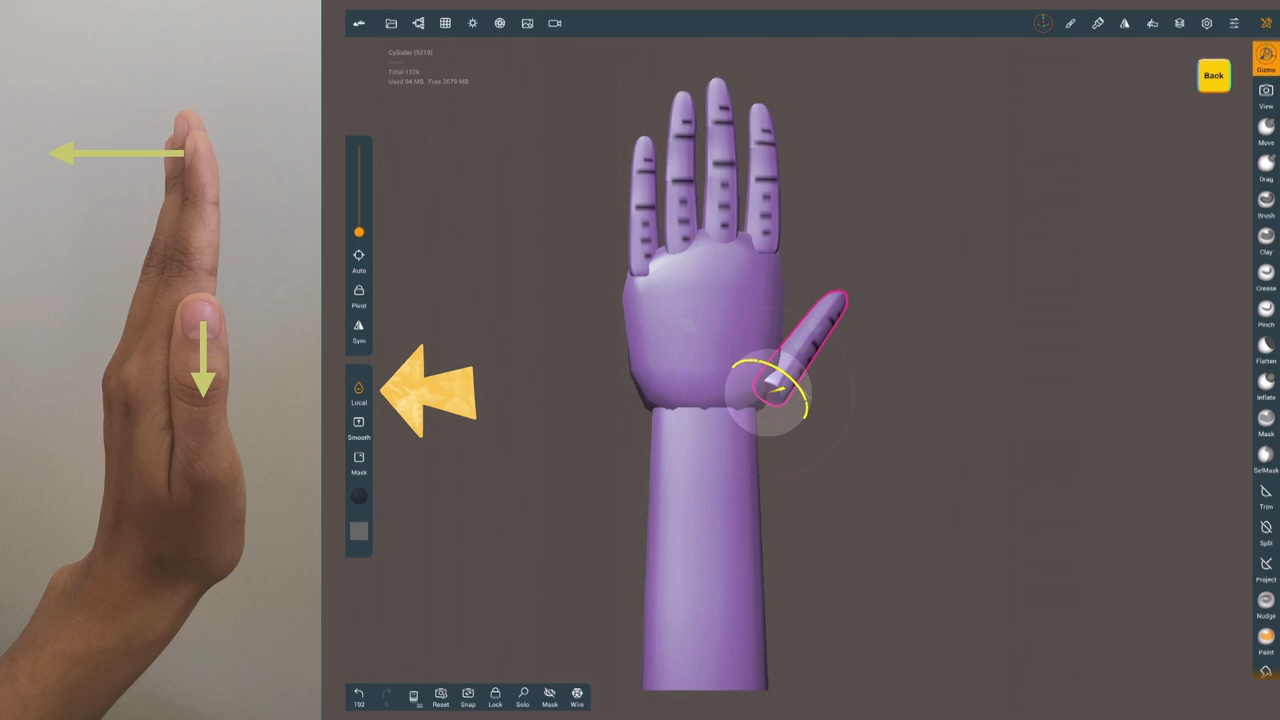 Cylinder (9218)
Total 132k
Used 94 MB, Free 2679 MB
Back
Gizmo
View
Move
Drag
Brush
Clay
Crease
Pinch
Flatten
Inflate
Mask
SelMask
Trim
Split
Project
Nudge
Paint
Auto
Pivot
Sym
Local
Smooth
Mask
192
Reset
Snap
Lock
Solo
Mask
Wire